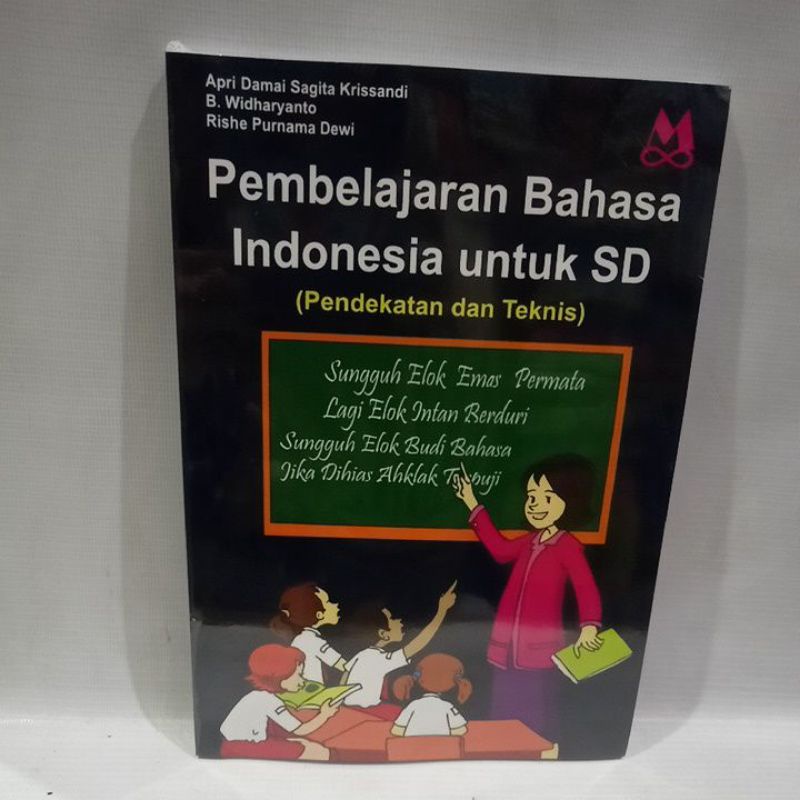 Apri Damai Sagita Krissandi
B. Widharyanto
Rishe Purnama Dewi
Pembelajaran Bahasa
Indonesia untuk SD
(Pendekatan dan Teknis)
Sungguh Elok Emas Permata
Lagi Elok Intan Berduri
Sungguh Elok Budi Bahasa
Jika Dihias Ahklak